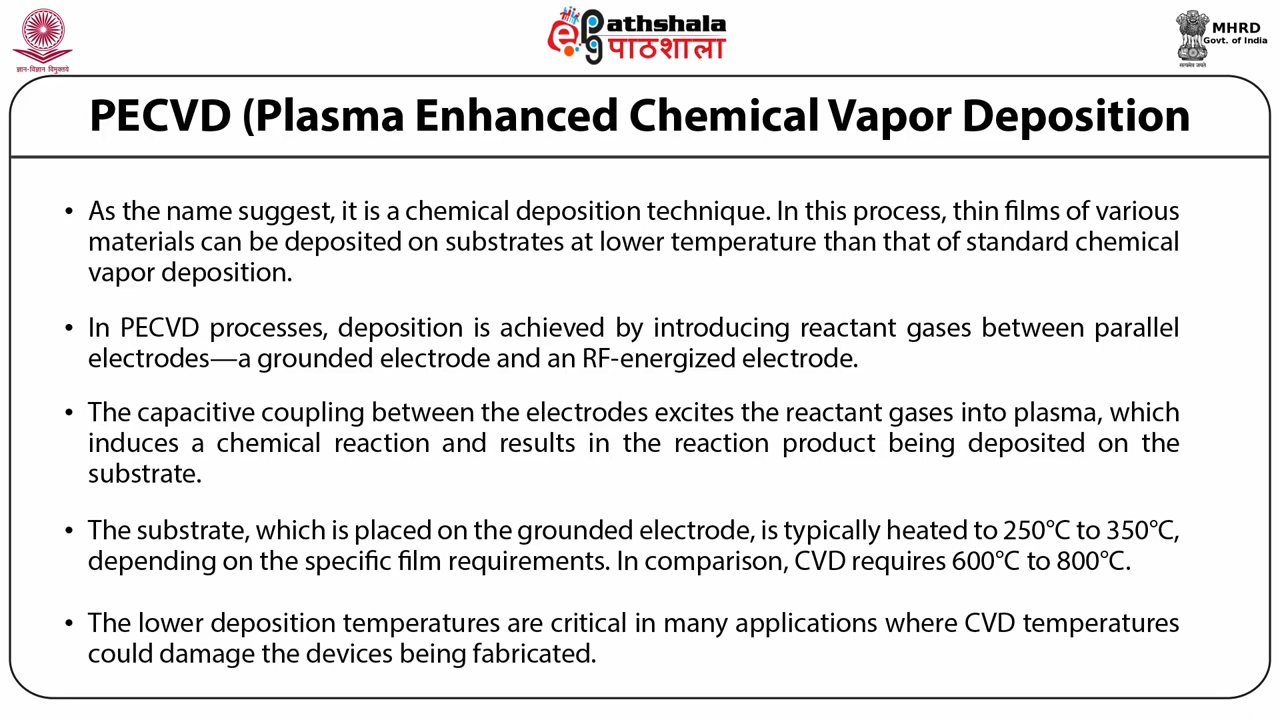 ज्ञान-विज्ञान विमुक्तये
ePg athshala
पाठशाला
सत्यमेव जयते
MHRD
Govt. of India
PECVD (Plasma Enhanced Chemical Vapor Deposition
• As the name suggest, it is a chemical deposition technique. In this process, thin films of various
materials can be deposited on substrates at lower temperature than that of standard chemical
vapor deposition.
• In PECVD processes, deposition is achieved by introducing reactant gases between parallel
electrodes—a grounded electrode and an RF-energized electrode.
• The capacitive coupling between the electrodes excites the reactant gases into plasma, which
induces a chemical reaction and results in the reaction product being deposited on the
substrate.
• The substrate, which is placed on the grounded electrode, is typically heated to 250°C to 350°C,
depending on the specific film requirements. In comparison, CVD requires 600°C to 800°C.
• The lower deposition temperatures are critical in many applications where CVD temperatures
could damage the devices being fabricated.